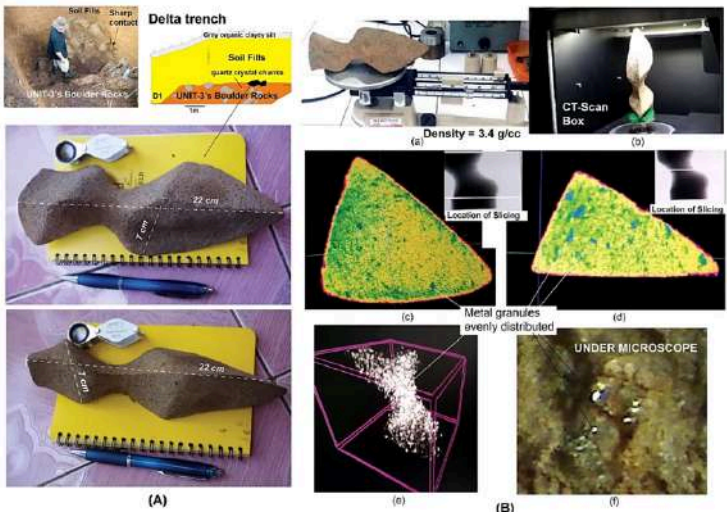 Soil Fills
Sharp
contact
UNIT-3's Boulder Rocks
Delta trench
Grey organic clayey silt
Soil Fills
quartz crystal chunks
UNIT-3's Boulder Rocks
D1
1m
22 cm
7 cm
22 cm
7 cm
(A)
Density = 3.4 g/cc
(a)
CT-Scan
Box
(b)
Location of Slicing
(c)
Location of Slicing
(d)
Metal granules
evenly distributed
(e)
UNDER MICROSCOPE
(f)
(B)